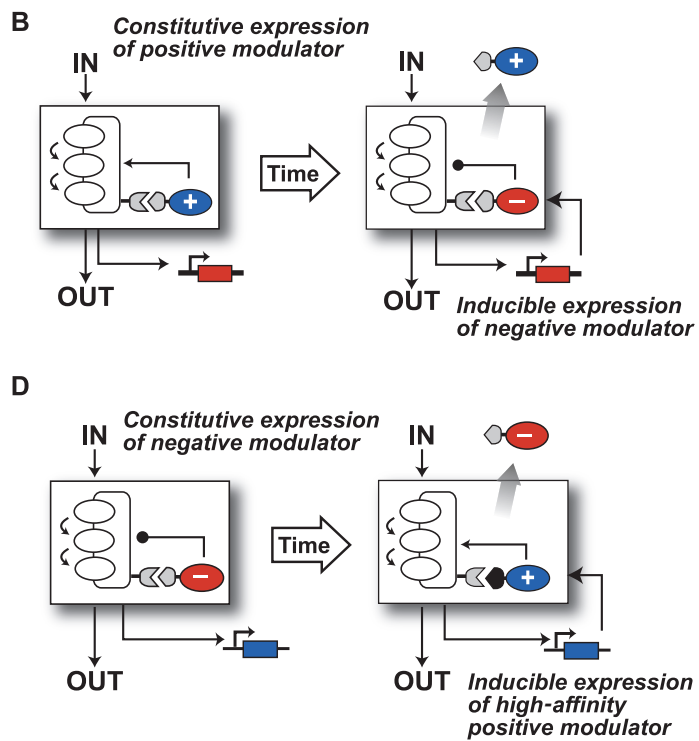 B
Constitutive expression
of positive modulator
IN
IN
+
Time
+
−
OUT
OUT
Inducible expression
of negative modulator
D
Constitutive expression
of negative modulator
IN
IN
−
Time
−
+
OUT
OUT
Inducible expression
of high-affinity
positive modulator